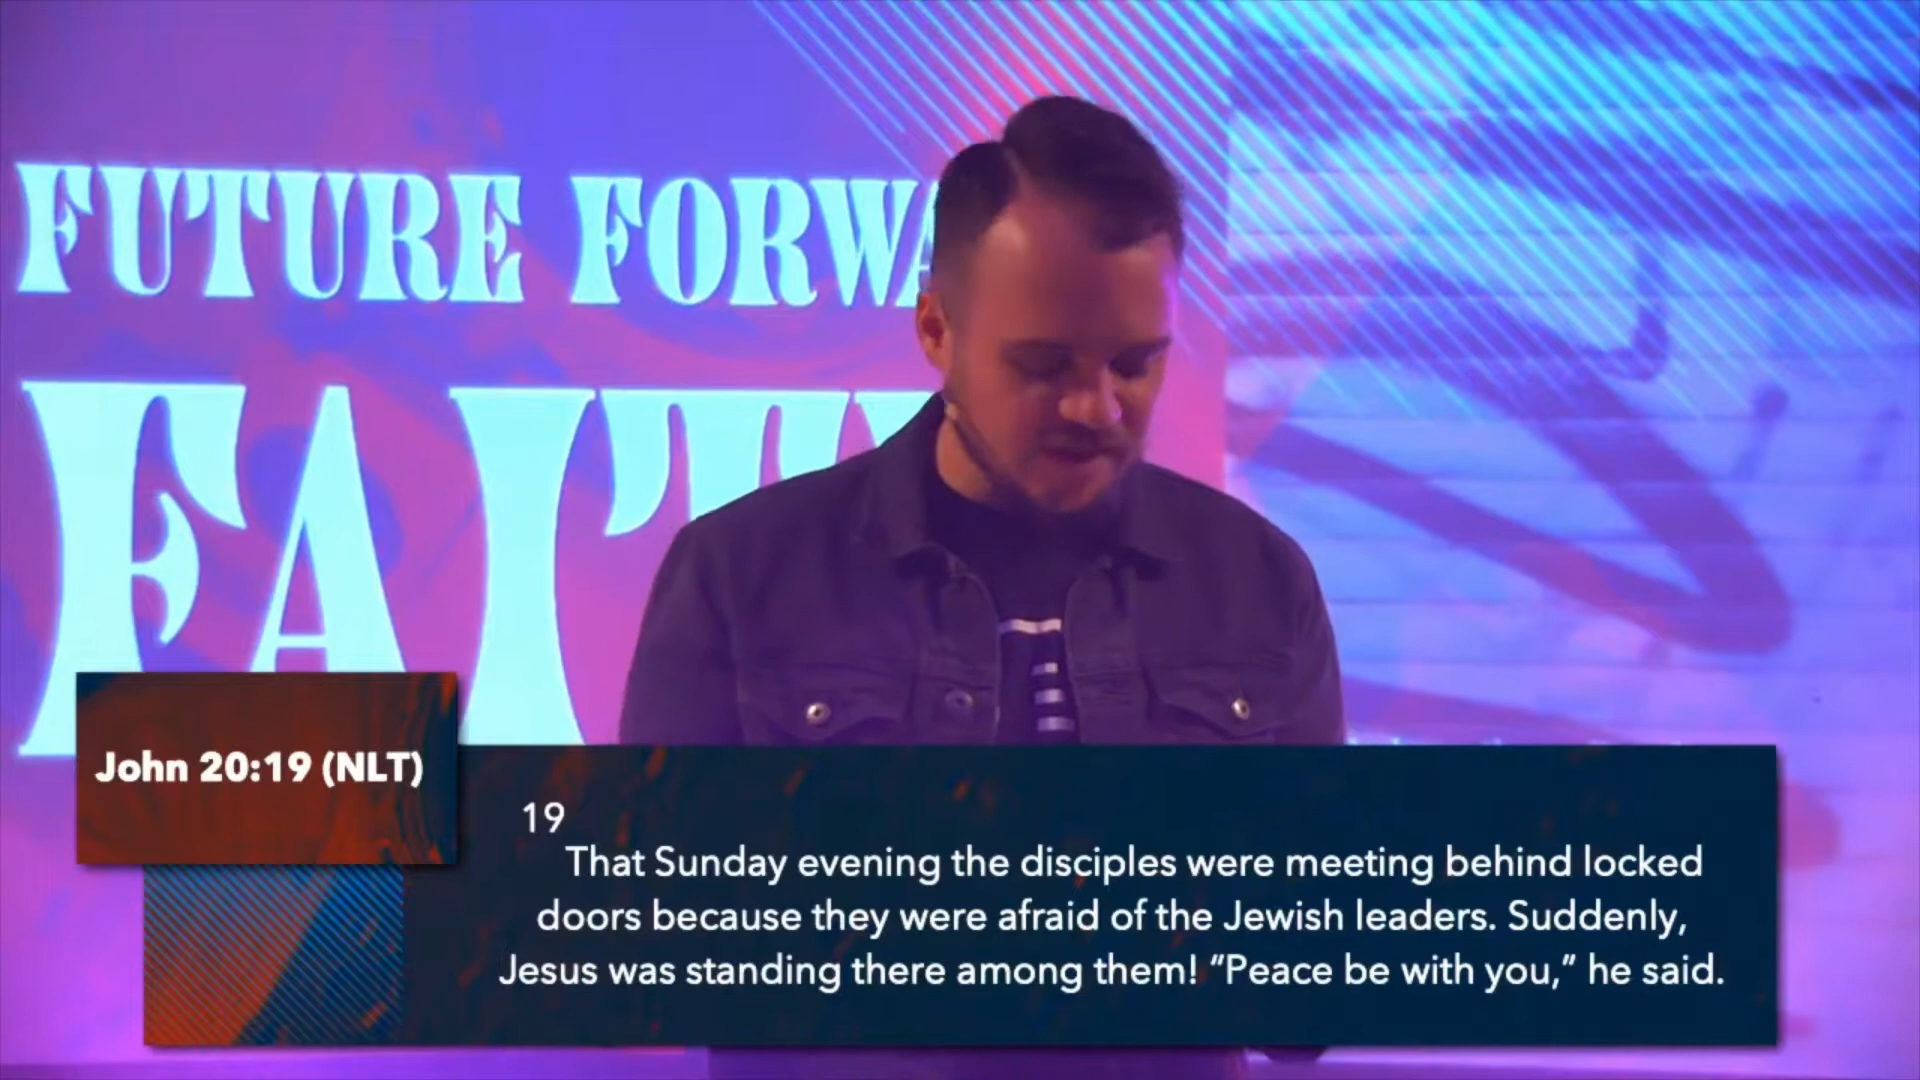 FUTURE FORWA
FAIT
John 20:19 (NLT)
19
That Sunday evening the disciples were meeting behind locked
doors because they were afraid of the Jewish leaders. Suddenly,
Jesus was standing there among them! “Peace be with you,” he said.